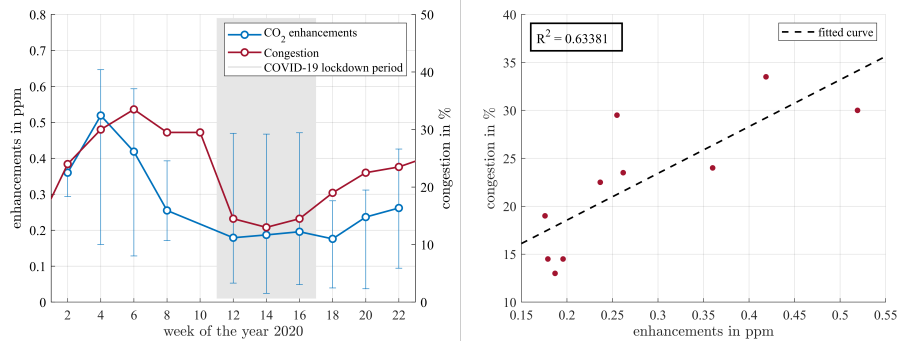 0.8
0.7
0.6
0.5
0.4
0.3
0.2
0.1
0
enhancements in ppm
50
40
30
20
10
0
congestion in %
CO2 enhancements
Congestion
COVID-19 lockdown period
2 4 6 8 10 12 14 16 18 20 22
week of the year 2020
40
35
30
25
20
15
10
congestion in %
R² = 0.63381
fitted curve
0.15 0.2 0.25 0.3 0.35 0.4 0.45 0.5 0.55
enhancements in ppm